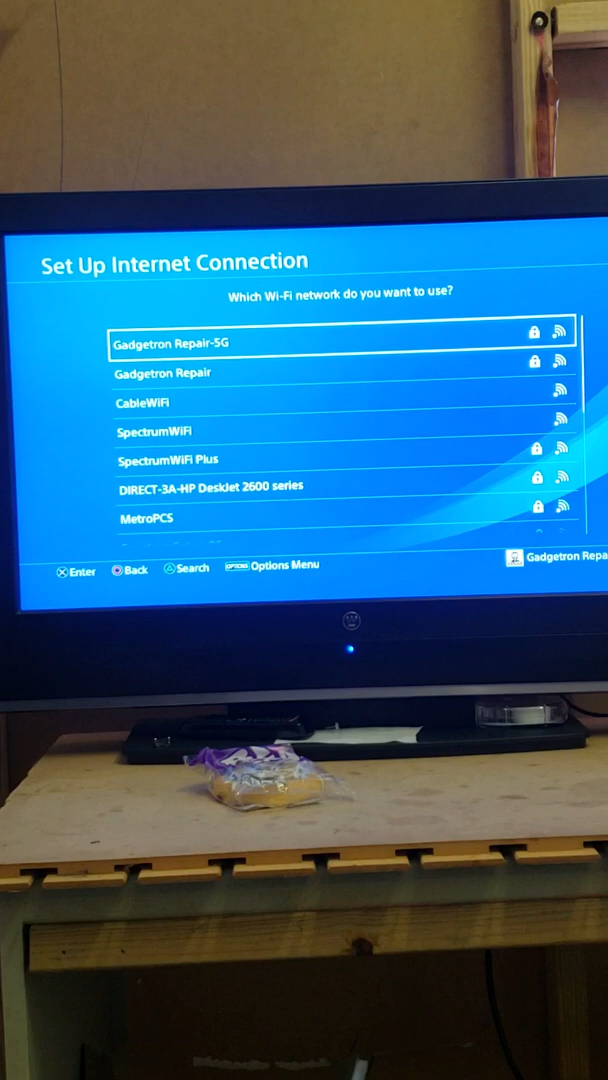 Set Up Internet Connection
Which Wi-Fi network do you want to use?
Gadgetron Repair-5G
Gadgetron Repair
CableWiFi
SpectrumWiFi
SpectrumWiFi Plus
DIRECT-3A-HP DeskJet 2600 series
MetroPCS
Enter Back Search OPTIONS Options Menu
Gadgetron Repa